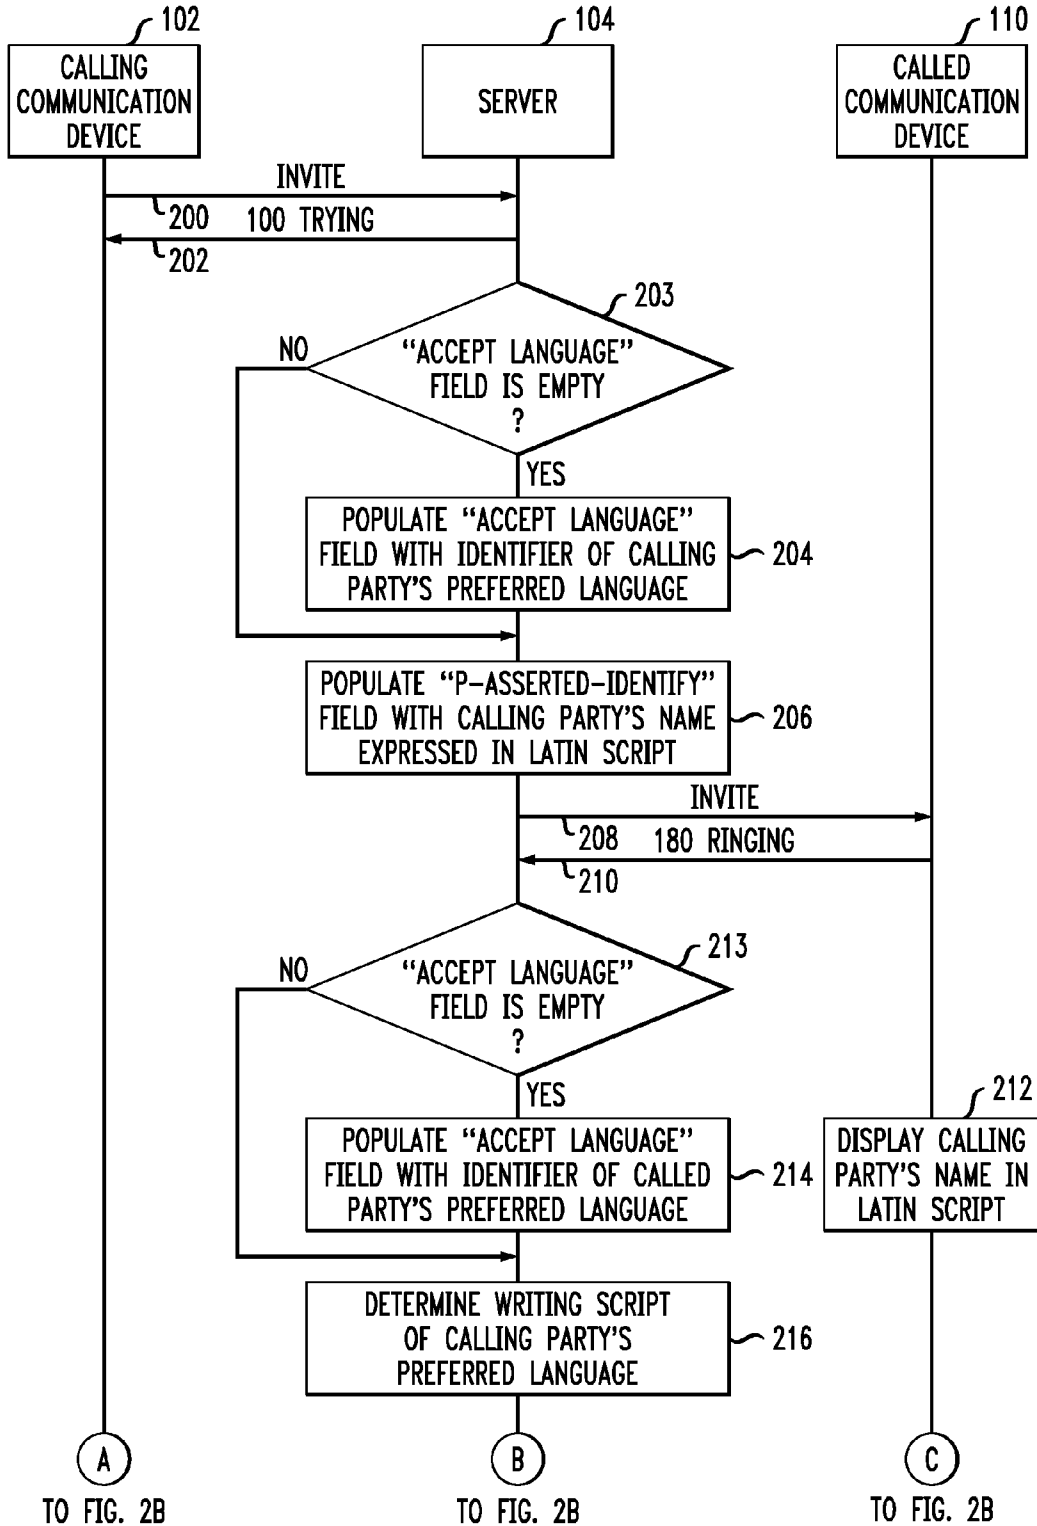 102
104
110
CALLING
COMMUNICATION
DEVICE
SERVER
CALLED
COMMUNICATION
DEVICE
INVITE
200
100 TRYING
202
203
NO
“ACCEPT LANGUAGE”
FIELD IS EMPTY
?
YES
POPULATE “ACCEPT LANGUAGE”
FIELD WITH IDENTIFIER OF CALLING
PARTY'S PREFERRED LANGUAGE
204
POPULATE “P-ASSERTED-IDENTIFY”
FIELD WITH CALLING PARTY'S NAME
EXPRESSED IN LATIN SCRIPT
206
INVITE
208
180 RINGING
210
213
NO
“ACCEPT LANGUAGE”
FIELD IS EMPTY
?
YES
212
POPULATE “ACCEPT LANGUAGE”
FIELD WITH IDENTIFIER OF CALLED
PARTY'S PREFERRED LANGUAGE
214
DISPLAY CALLING
PARTY'S NAME IN
LATIN SCRIPT
DETERMINE WRITING SCRIPT
OF CALLING PARTY'S
PREFERRED LANGUAGE
216
A
B
C
TO FIG. 2B
TO FIG. 2B
TO FIG. 2B